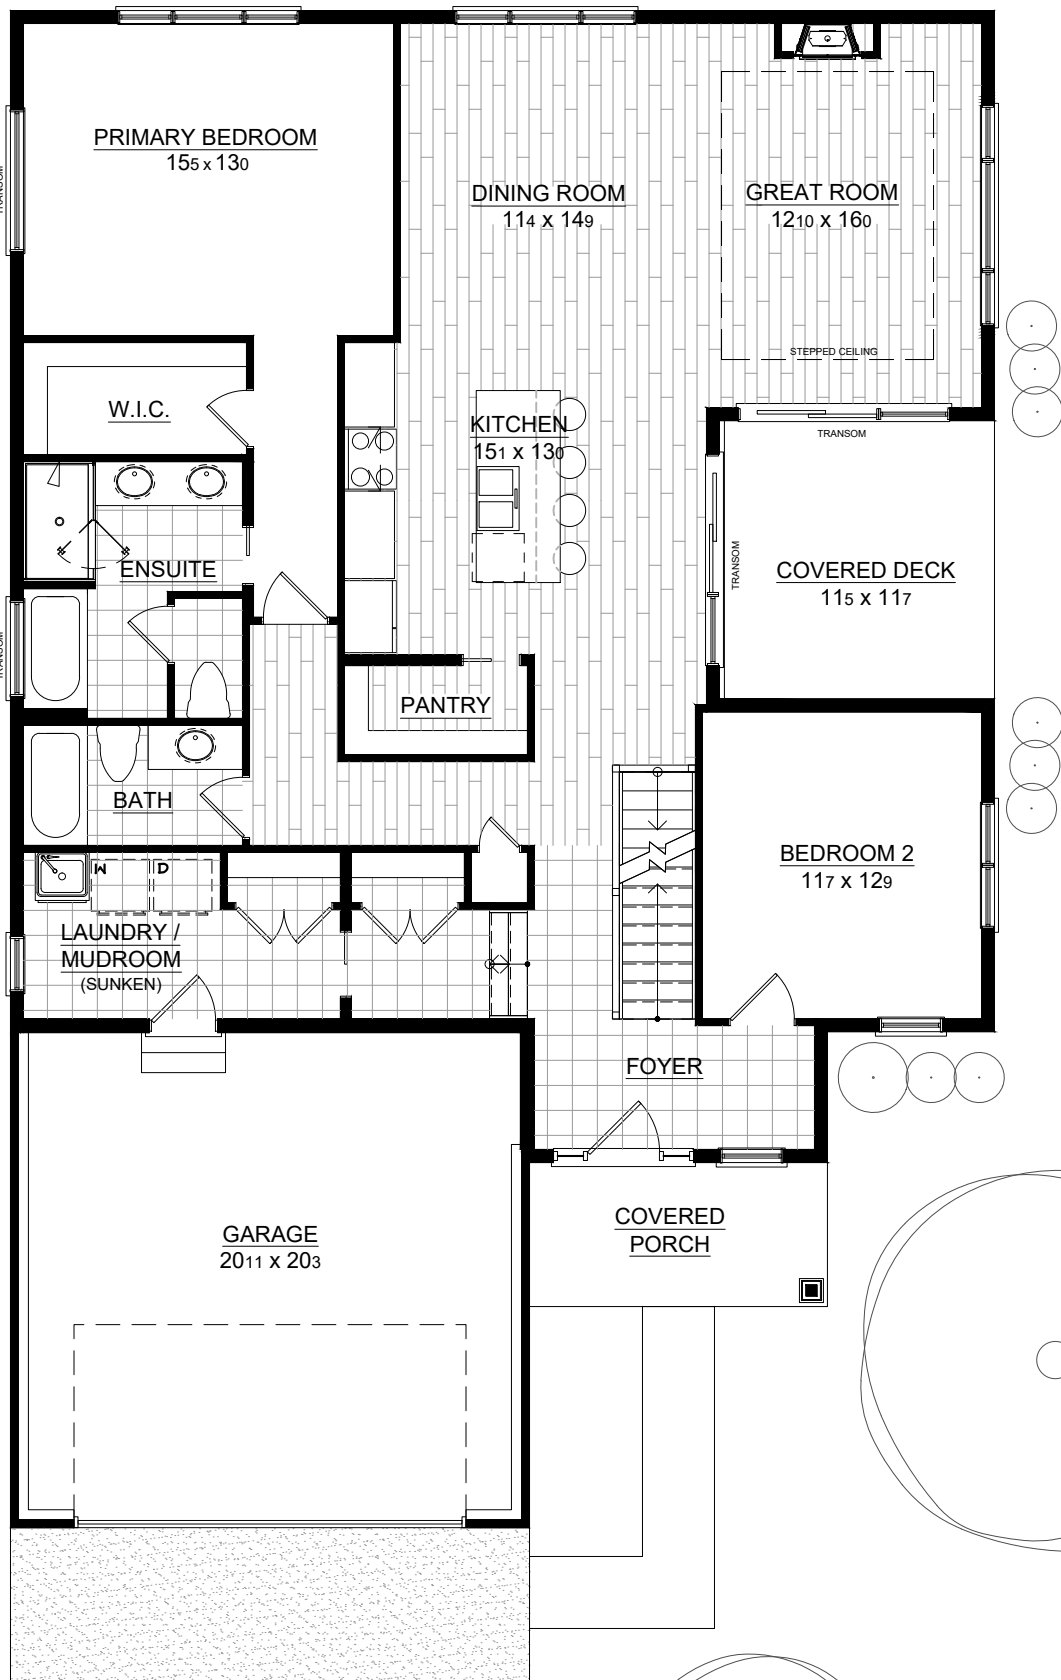 PRIMARY BEDROOM
155 x 130
TRANSOM
DINING ROOM
114 x 149
GREAT ROOM
1210 x 160
STEPPED CEILING
W.I.C.
KITCHEN
151 x 130
TRANSOM
TRANSOM
COVERED DECK
115 x 117
ENSUITE
TRANSOM
PANTRY
BATH
BEDROOM 2
117 x 129
W
D
LAUNDRY /
MUDROOM
(SUNKEN)
FOYER
COVERED
PORCH
GARAGE
2011 x 203